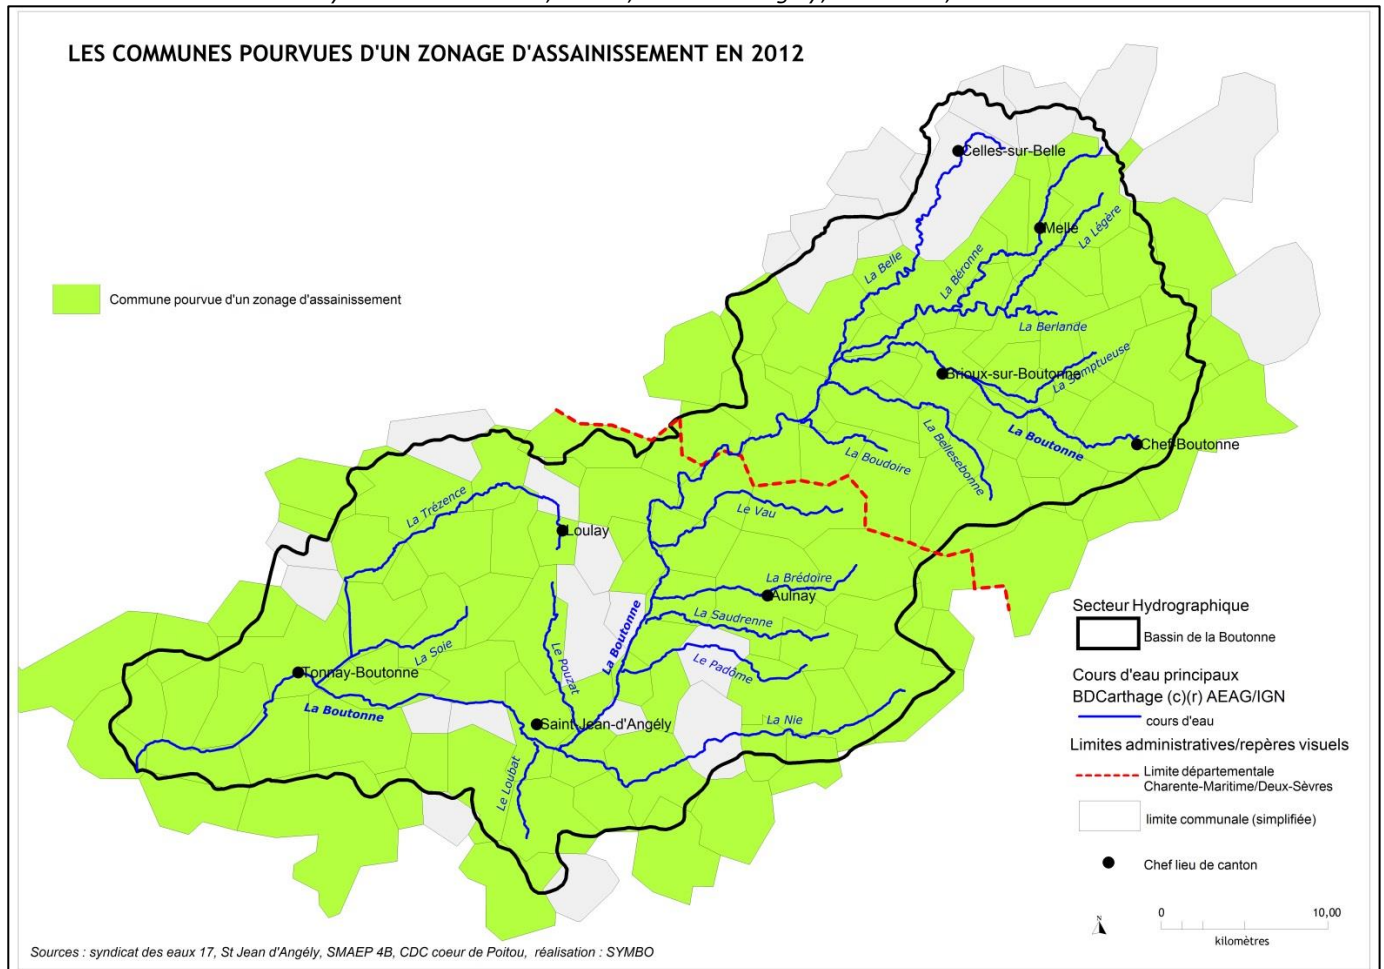 LES COMMUNES POURVUES D'UN ZONAGE D'ASSAINISSEMENT EN 2012
Celles-sur-Belle
Melle
La Légère
La Belle
La Béronne
Commune pourvue d'un zonage d'assainissement
La Berlande
La Somptueuse
Brioux-sur-Boutonne
La Bellesebonne
La Boutonne
Chef-Boutonne
La Boudoire
La Trézence
Le Vau
Loulay
La Brédoire
Aulnay
La Saudrenne
La Boutonne
Le Pouzat
La Soie
Le Padôme
Tonnay-Boutonne
La Boutonne
Saint-Jean-d'Angély
La Nie
Le Loubat
Secteur Hydrographique
Bassin de la Boutonne
Cours d'eau principaux
BDCarthage (c)(r) AEAG/IGN
cours d'eau
Limites administratives/repères visuels
Limite départementale
Charente-Maritime/Deux-Sèvres
limite communale (simplifiée)
Chef lieu de canton
N
0 10,00
kilomètres
Sources : syndicat des eaux 17, St Jean d'Angély, SMAEP 4B, CDC coeur de Poitou, réalisation : SYMBO